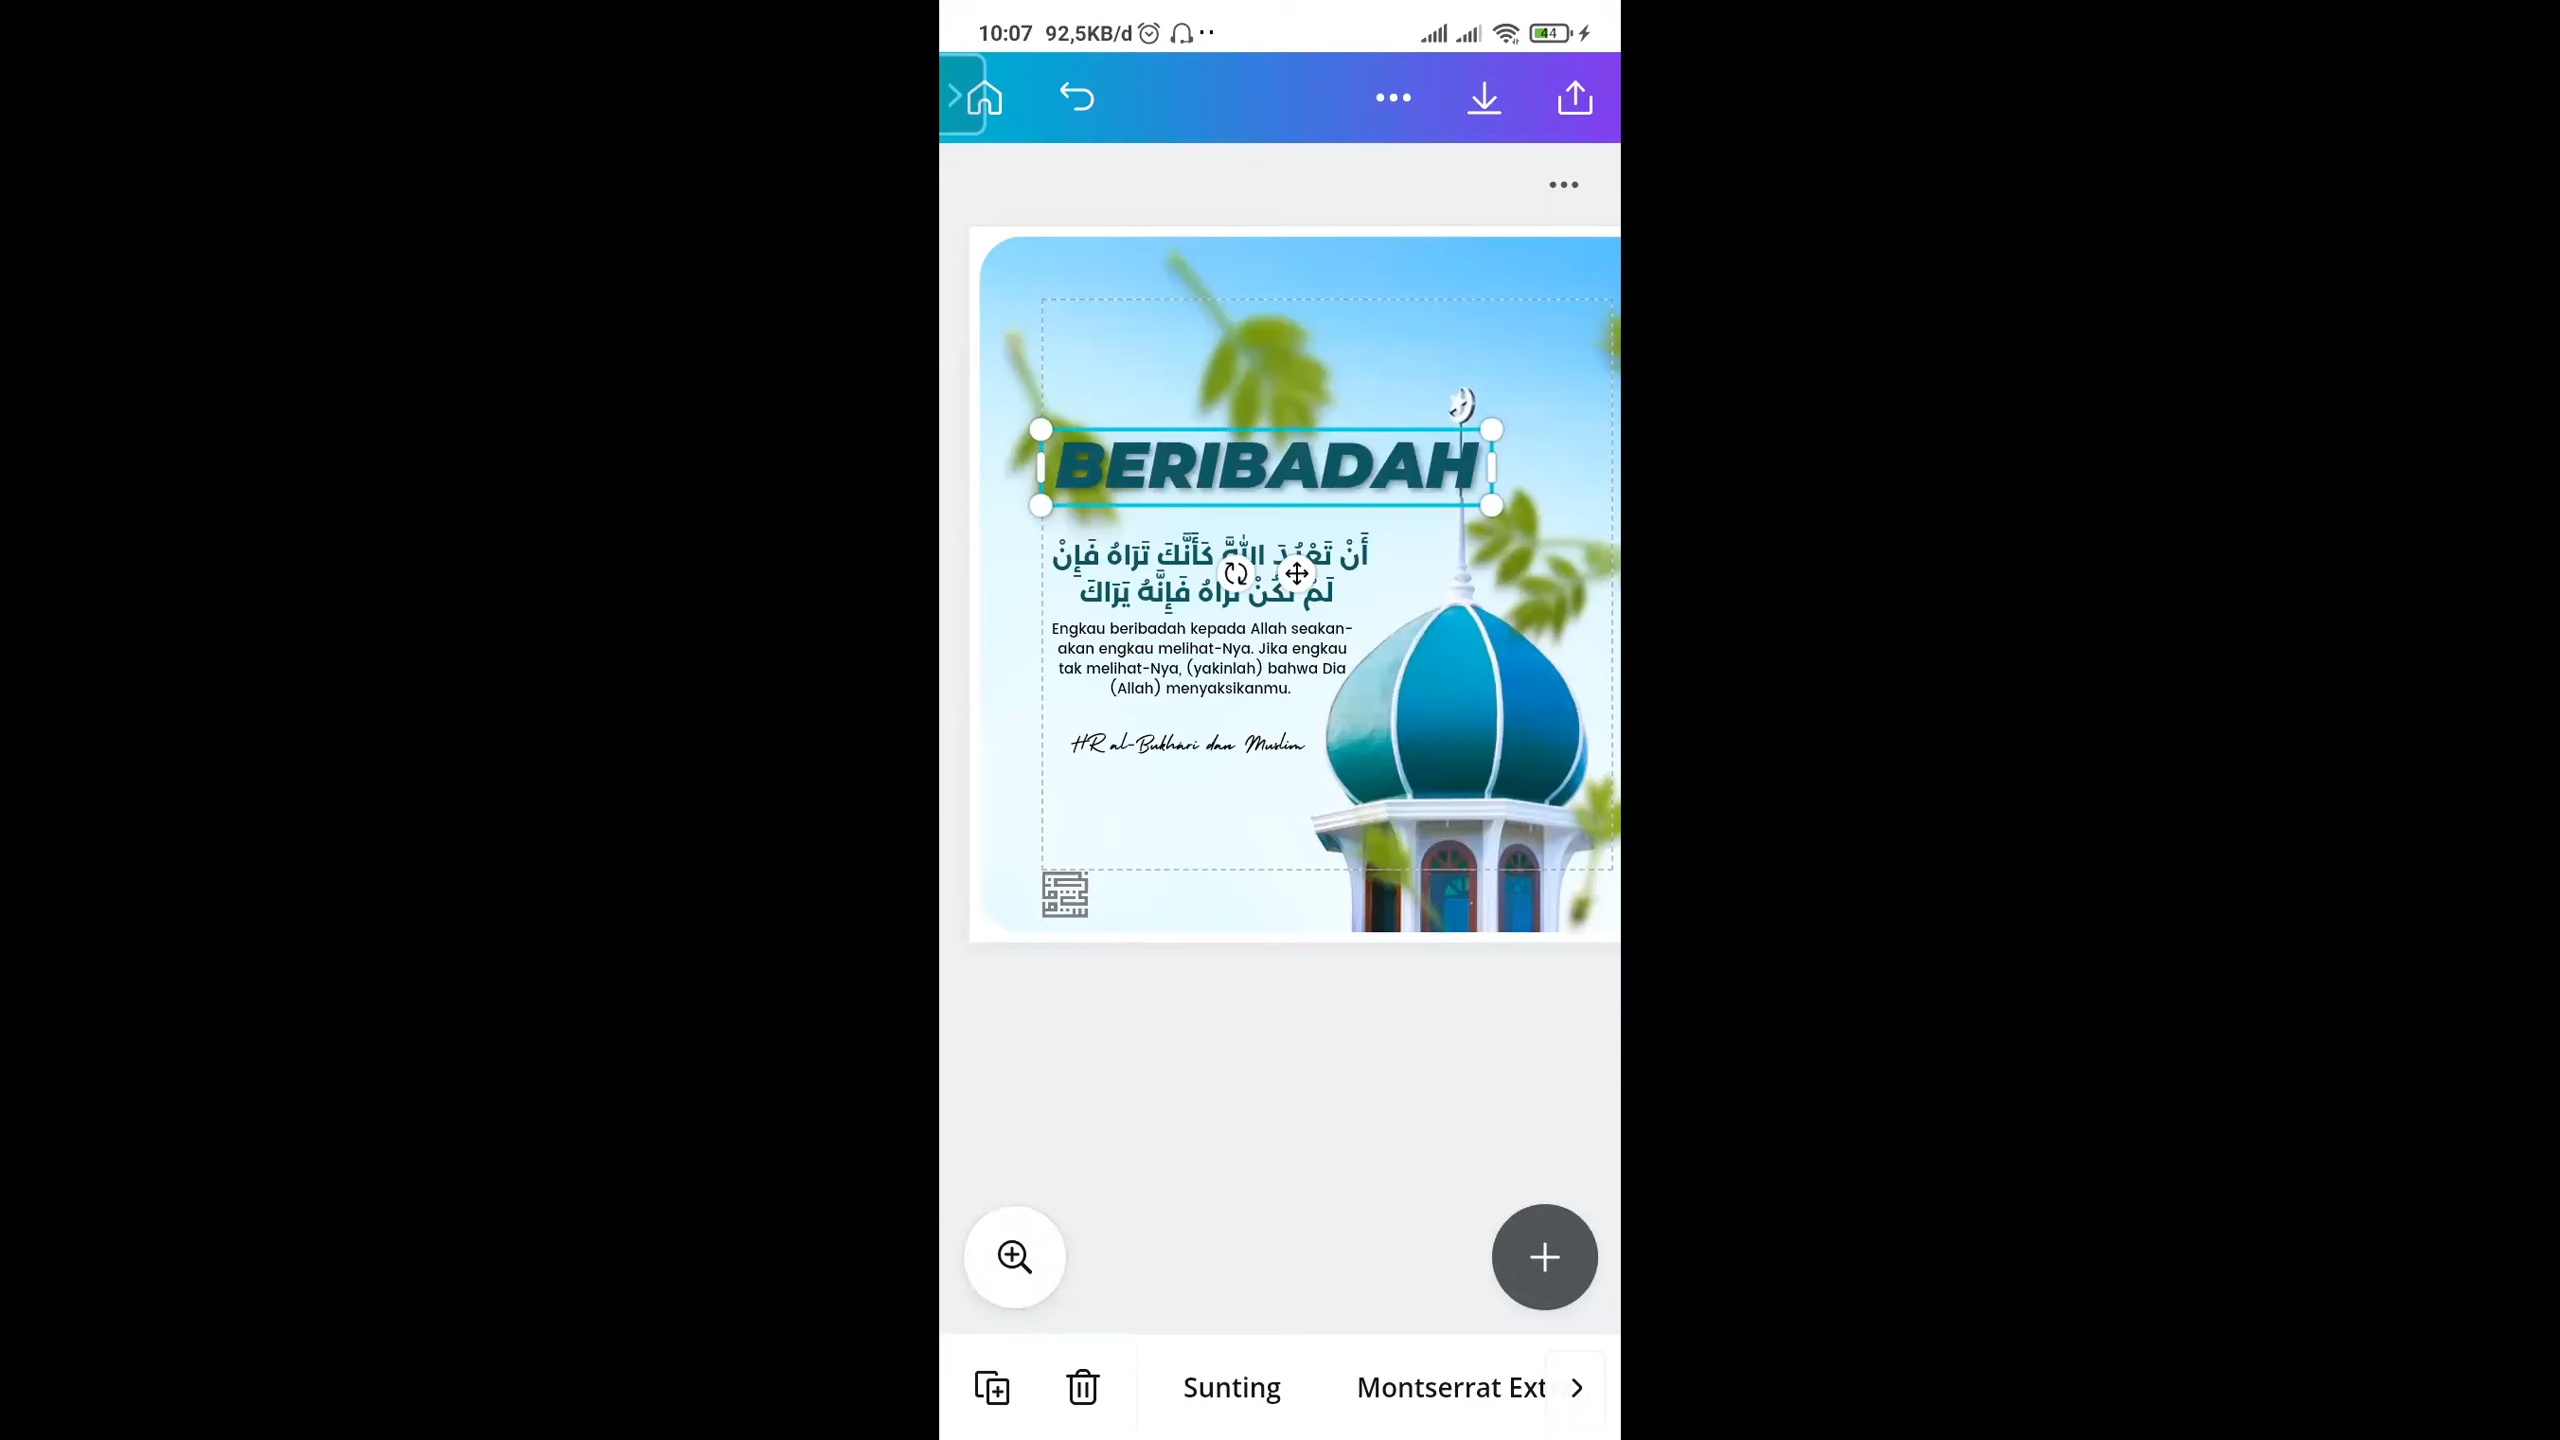 10:07 92,5KB/d
44
BERIBADAH
أَنْ تَعْبُدَ اللَّهَ كَأَنَّكَ تَرَاهُ فَإِنْ
لَمْ تَكُنْ تَرَاهُ فَإِنَّهُ يَرَاكَ
Engkau beribadah kepada Allah seakan-
akan engkau melihat-Nya. Jika engkau
tak melihat-Nya, (yakinlah) bahwa Dia
(Allah) menyaksikanmu.
HR al-Bukhari dan Muslim
Sunting Montserrat Ext